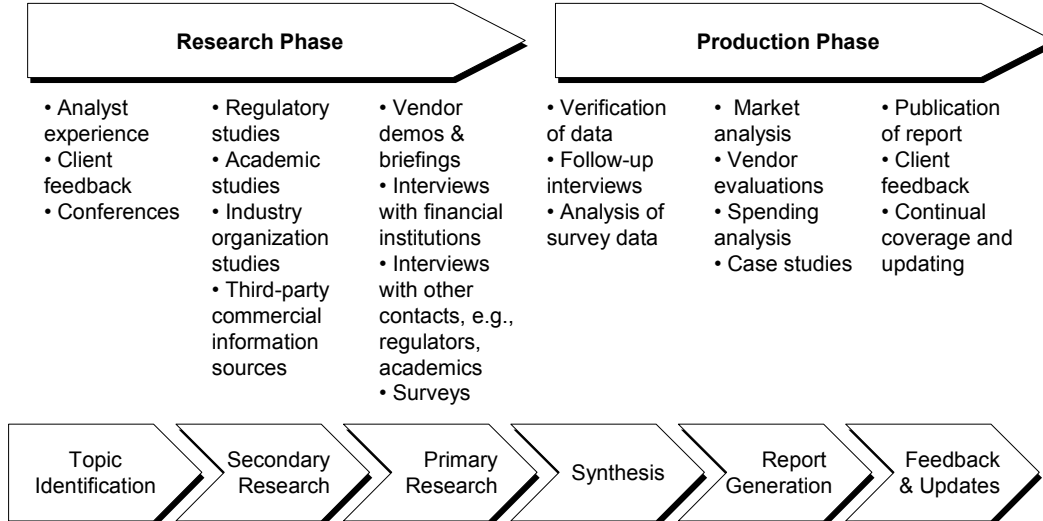 Research Phase
Production Phase
• Analyst
experience
• Client
feedback
• Conferences
• Regulatory
studies
• Academic
studies
• Industry
organization
studies
• Third-party
commercial
information
sources
• Vendor
demos &
briefings
• Interviews
with financial
institutions
• Interviews
with other
contacts, e.g.,
regulators,
academics
• Surveys
• Verification
of data
• Follow-up
interviews
• Analysis of
survey data
• Market
analysis
• Vendor
evaluations
• Spending
analysis
• Case studies
• Publication
of report
• Client
feedback
• Continual
coverage and
updating
Topic
Identification
Secondary
Research
Primary
Research
Synthesis
Report
Generation
Feedback
& Updates